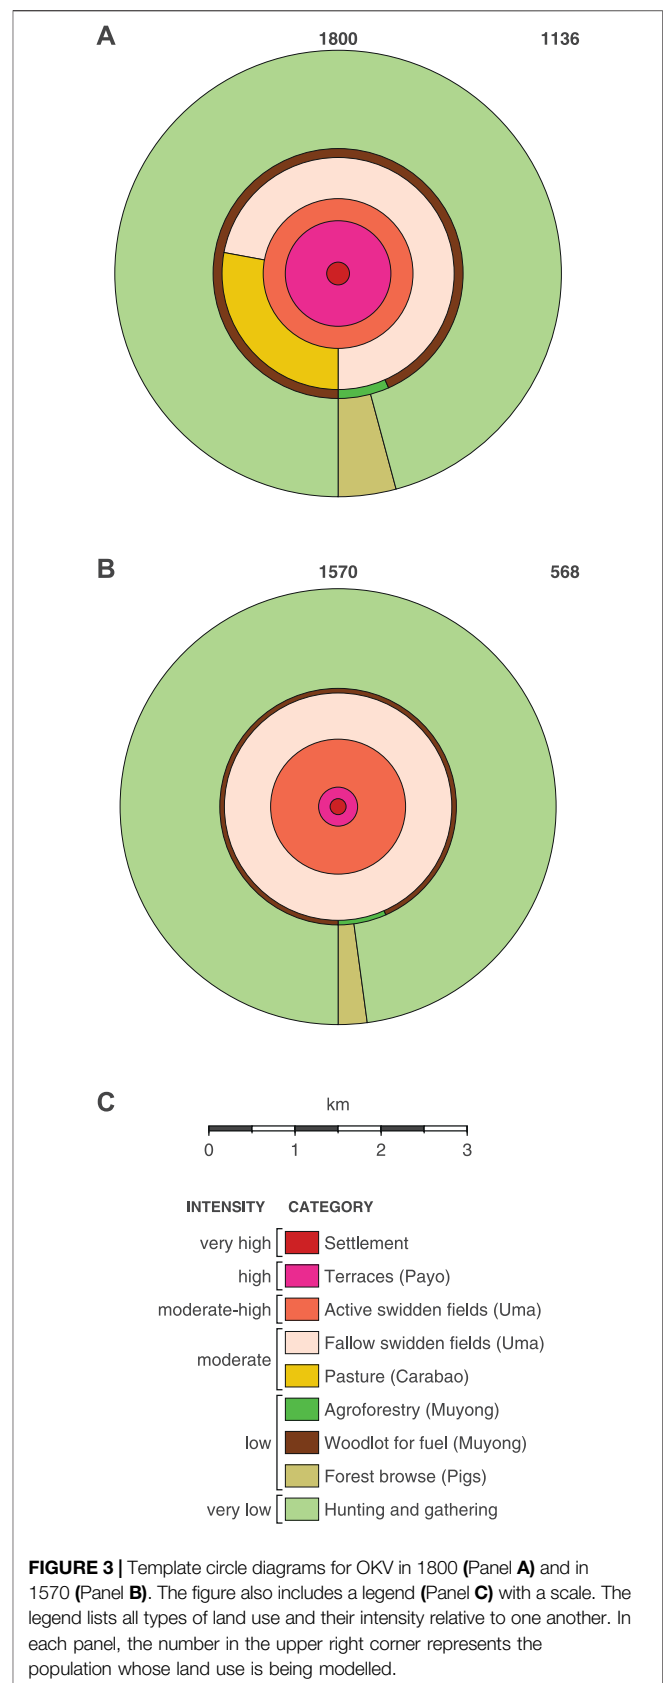 A
1800
1136
B
1570
568
C
km
0 1 2 3
INTENSITY CATEGORY
very high Settlement
high Terraces (Payo)
moderate-high Active swidden fields (Uma)
moderate Fallow swidden fields (Uma)
Pasture (Carabao)
Agroforestry (Muyong)
low Woodlot for fuel (Muyong)
Forest browse (Pigs)
very low Hunting and gathering
FIGURE 3 | Template circle diagrams for OKV in 1800 (Panel A) and in
1570 (Panel B). The figure also includes a legend (Panel C) with a scale. The
legend lists all types of land use and their intensity relative to one another. In
each panel, the number in the upper right corner represents the
population whose land use is being modelled.